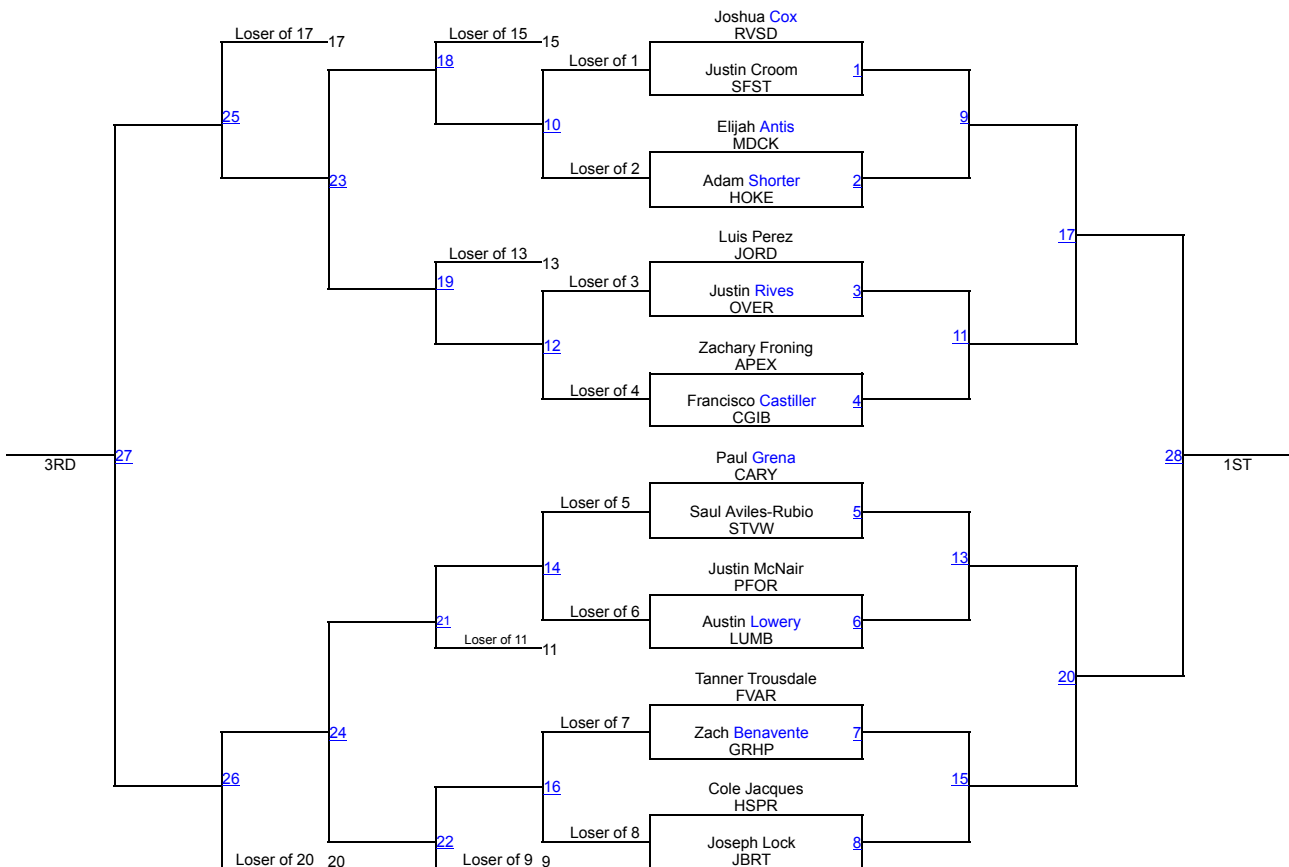 Joshua Cox
Loser of 17 17
Loser of 15 15
RVSD
18
Loser of 1
Justin Croom
1
SFST
25
10
9
Elijah Antis
MDCK
Loser of 2
23
Adam Shorter
2
HOKE
Luis Perez
17
JORD
Loser of 13 13
19
Loser of 3
Justin Rives
3
OVER
12
11
Zachary Froning
APEX
Loser of 4
Francisco Castiller
4
CGIB
3RD
27
Paul Grena
28
1ST
CARY
Loser of 5
Saul Aviles-Rubio
5
STVW
14
13
Justin McNair
PFOR
21
Loser of 6
Austin Lowery
6
LUMB
Loser of 11 11
Tanner Trousdale
20
FVAR
24
Loser of 7
Zach Benavente
7
GRHP
26
16
15
Cole Jacques
HSPR
22
Loser of 8
Joseph Lock
8
JBRT
Loser of 20 20
Loser of 9 9